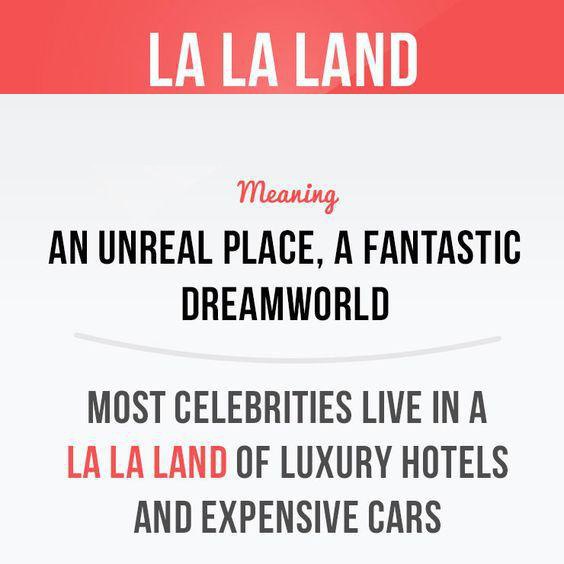 LA LA LAND
Meaning
AN UNREAL PLACE, A FANTASTIC
DREAMWORLD
MOST CELEBRITIES LIVE IN A
LA LA LAND OF LUXURY HOTELS
AND EXPENSIVE CARS